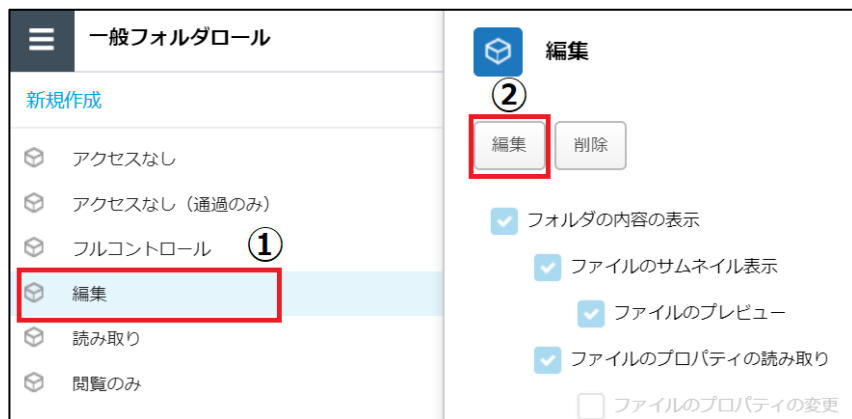 一般フォルダロール
新規作成
アクセスなし
アクセスなし（通過のみ）
フルコントロール
①
編集
読み取り
閲覧のみ
編集
②
編集
削除
フォルダの内容の表示
ファイルのサムネイル表示
ファイルのプレビュー
ファイルのプロパティの読み取り
ファイルのプロパティの変更